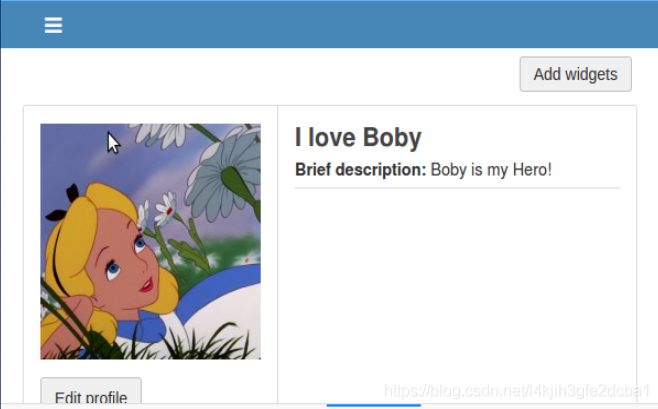 Add widgets
I love Boby
Brief description: Boby is my Hero!
Edit profile
https://blog.csdn.net/l4kjih3gfe2dcba1